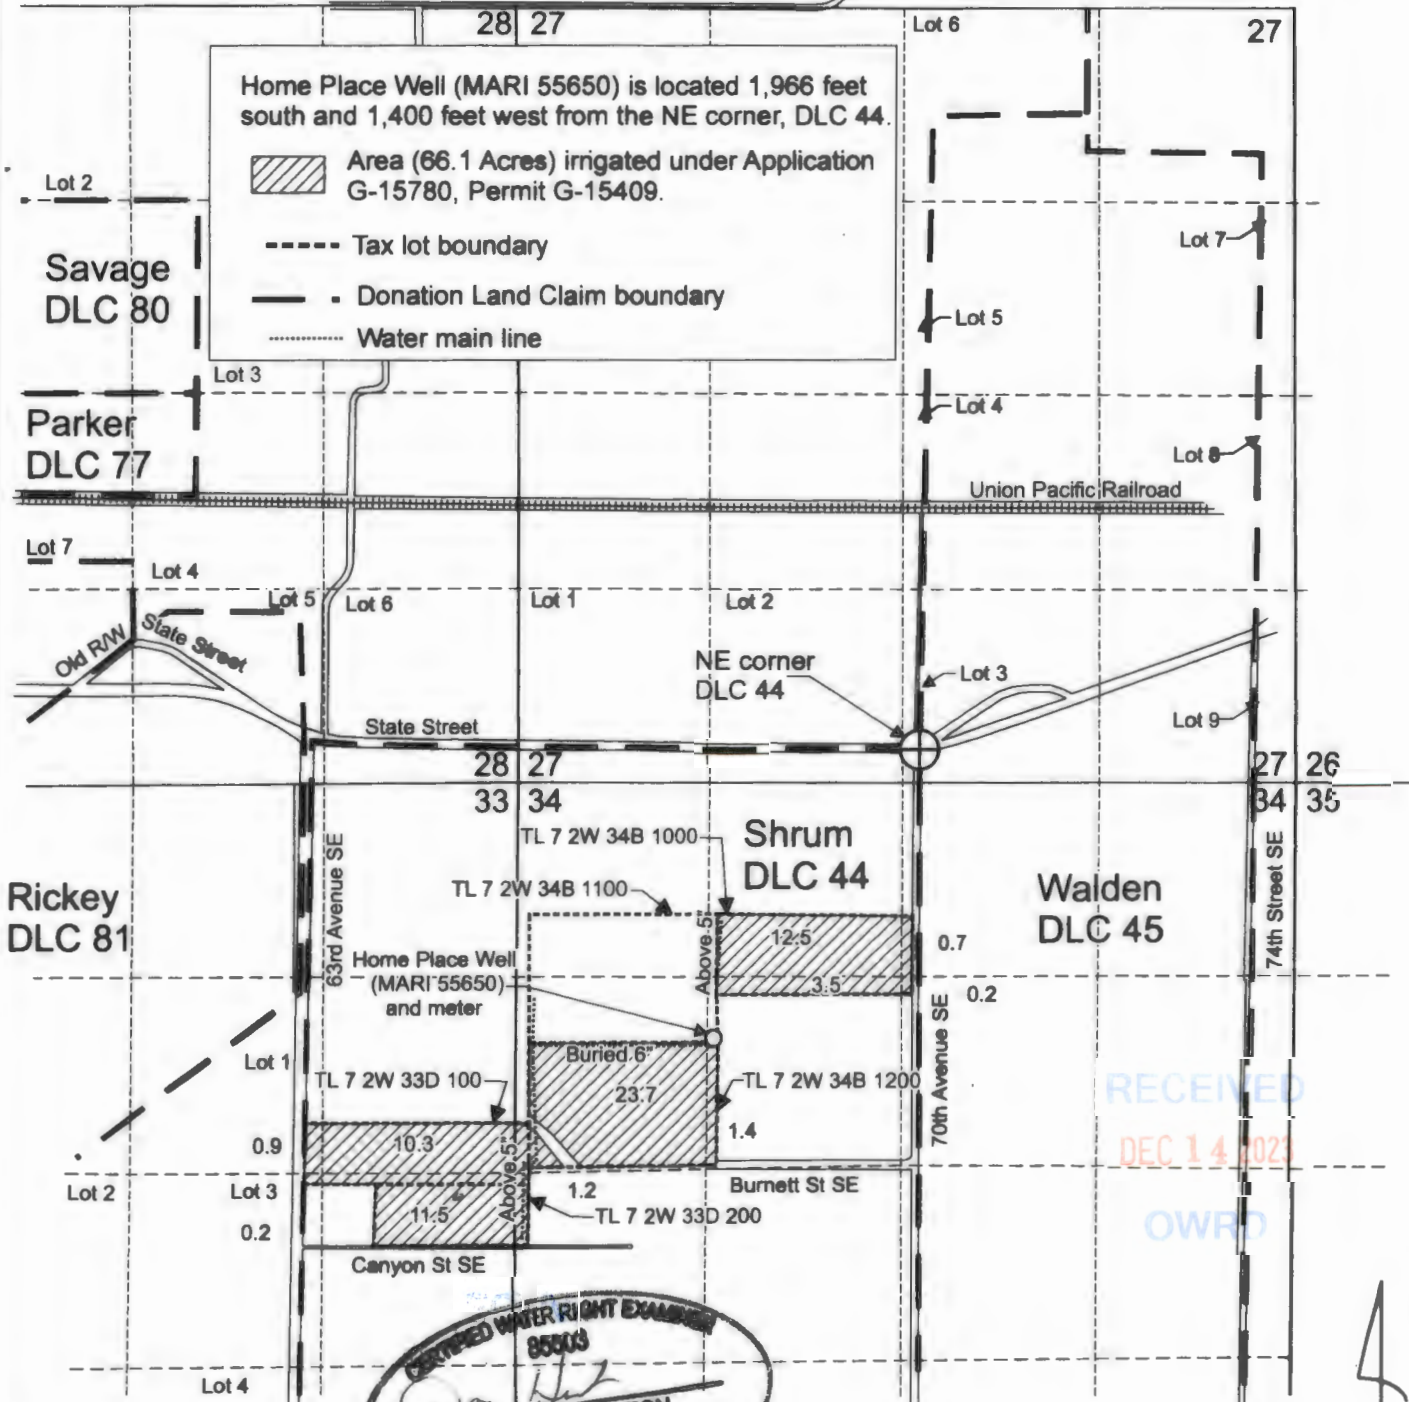 28 27
Lot 6
27
Home Place Well (MARI 55650) is located 1,966 feet
south and 1,400 feet west from the NE corner, DLC 44.
Area (66.1 Acres) irrigated under Application
G-15780, Permit G-15409.
Tax lot boundary
Donation Land Claim boundary
Water main line
Lot 2
Savage
DLC 80
Lot 7
Lot 5
Lot 3
Parker
DLC 77
Lot 4
Lot 8
Union Pacific Railroad
Lot 7
Lot 4
Lot 5
Lot 6
Lot 1
Lot 2
Old R/W
State Street
NE corner
DLC 44
Lot 3
Lot 9
State Street
28 27
33 34
27 26
34 35
Rickey
DLC 81
63rd Avenue SE
TL 7 2W 34B 1000
TL 7 2W 34B 1100
Shrum
DLC 44
Walden
DLC 45
74th Street SE
12.5
0.7
Above 5"
3.5
0.2
Home Place Well
(MARI 55650)
and meter
70th Avenue SE
Lot 1
Buried 6"
23.7
TL 7 2W 33D 100
TL 7 2W 34B 1200
RECEIVED
DEC 14 2023
OWRD
0.9
10.3
1.4
Above 5"
Lot 2
Lot 3
1.2
Burnett St SE
0.2
11.5
TL 7 2W 33D 200
Canyon St SE
CERTIFIED WATER RIGHT EXAMINER
85503
Lot 4